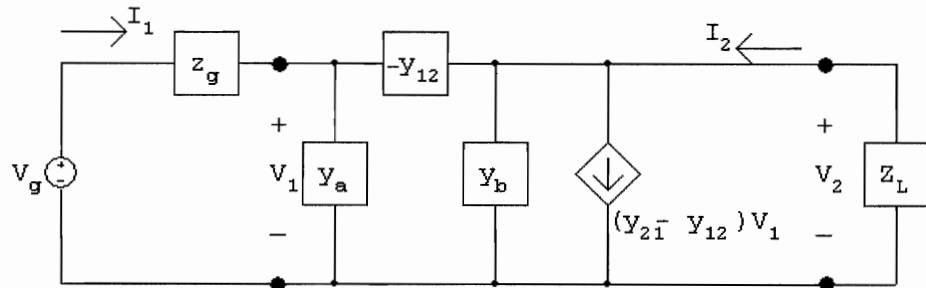 I1
zg
-y12
I2
+
V1
-
ya
yb
Vg
+
-
(y21- y12)V1
+
V2
-
ZL